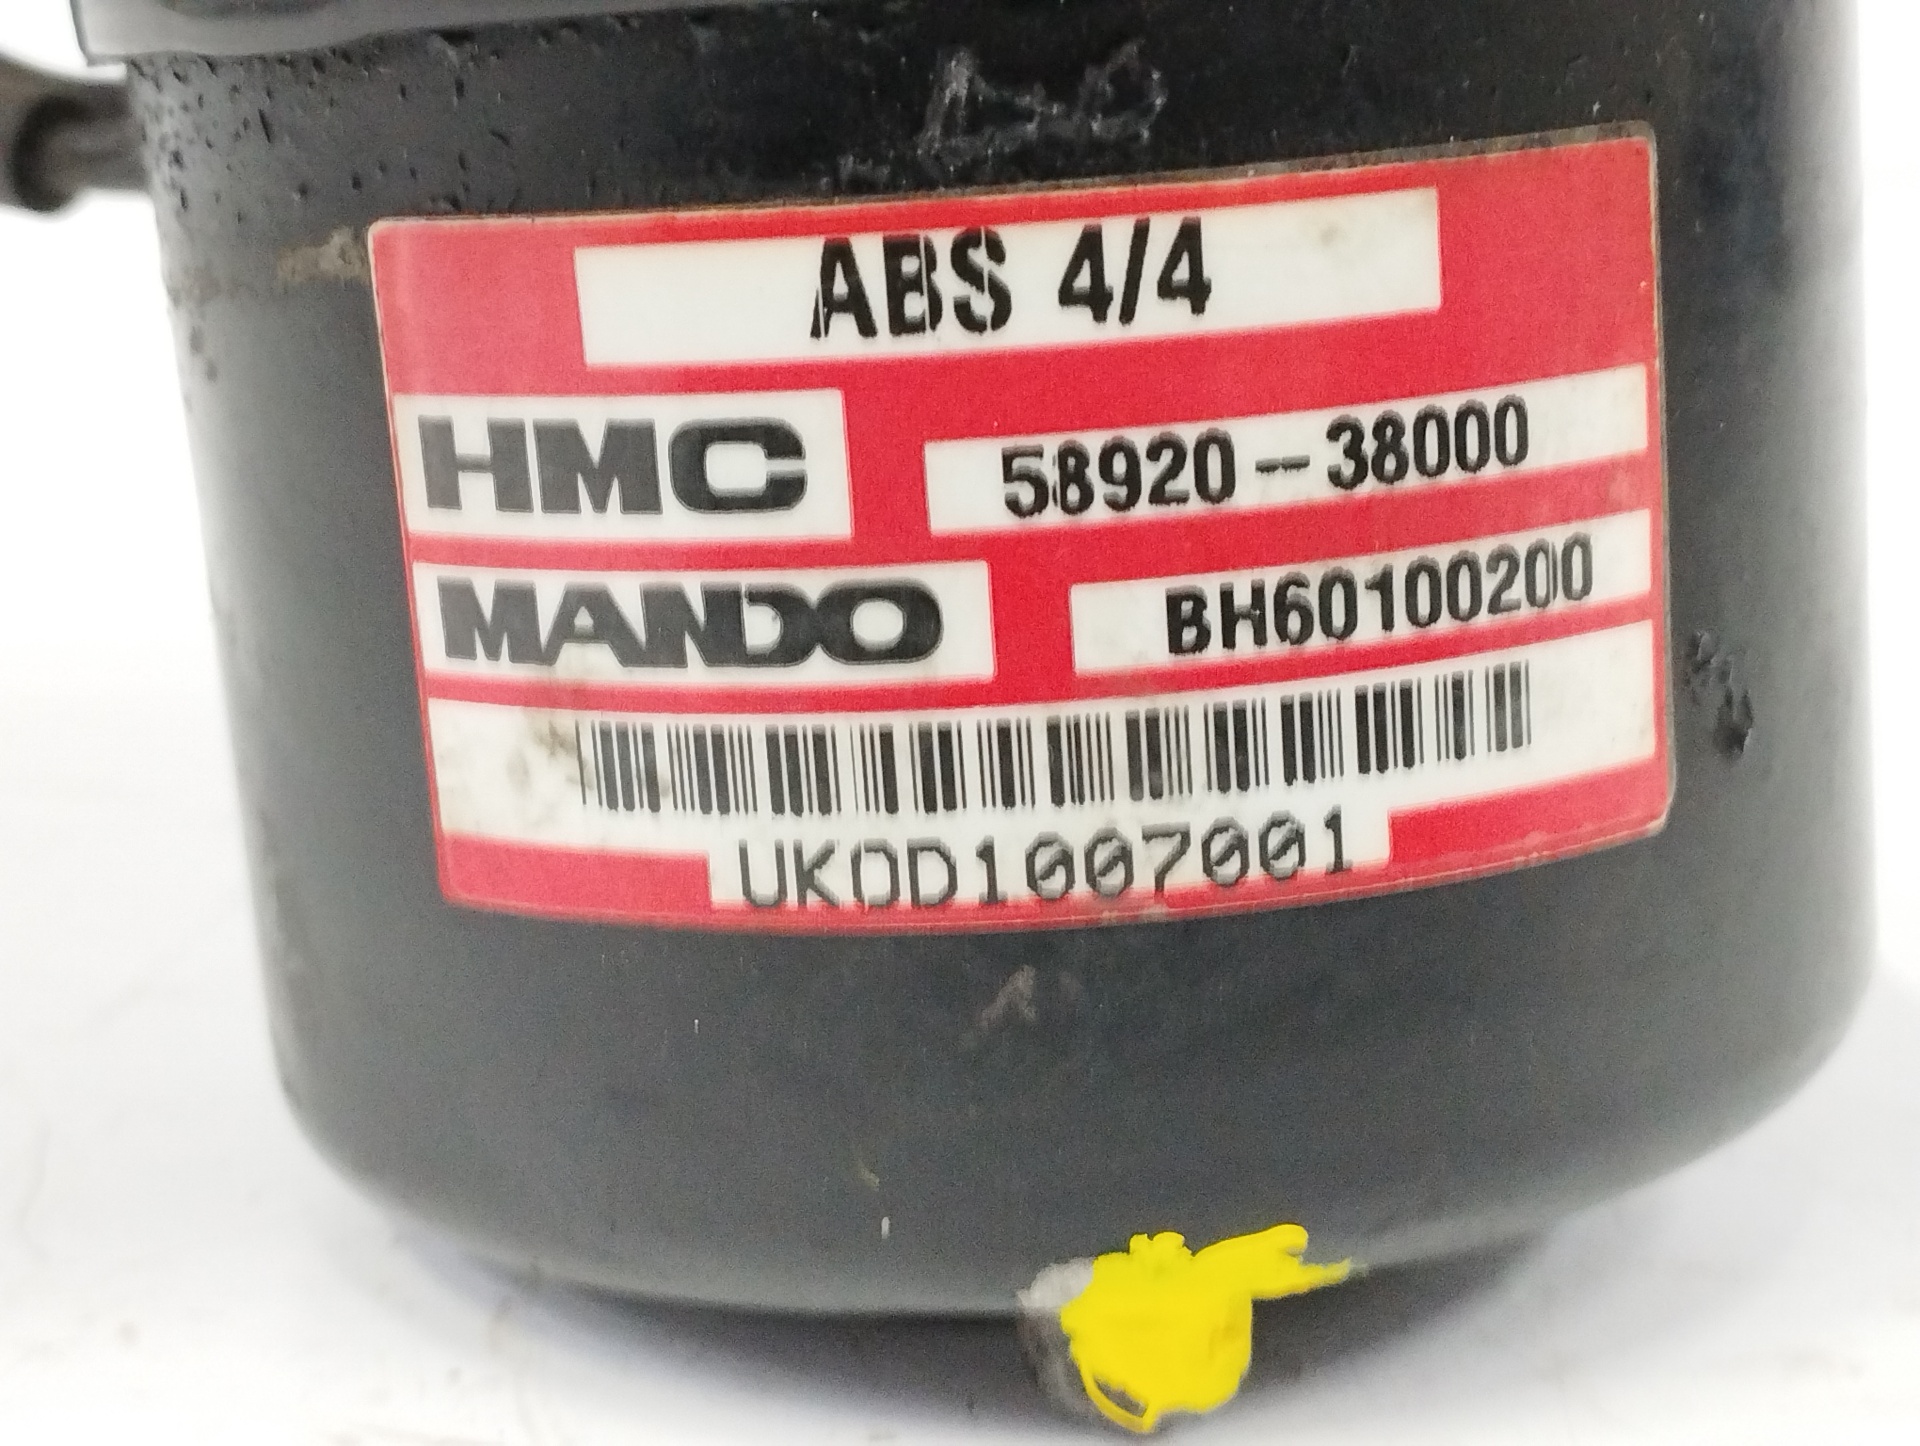 ABS 4/4
HMC 58920-38000
MANDO BH60100200
UKOD1007001